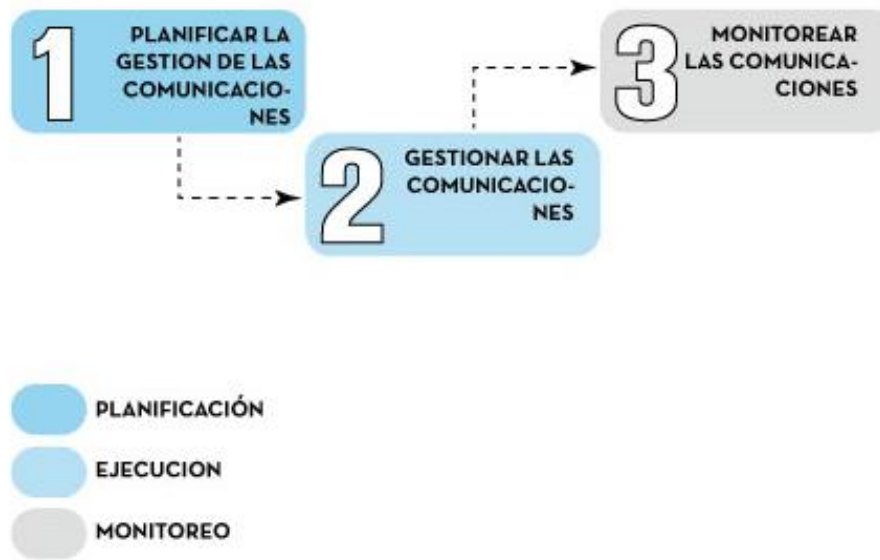 1
PLANIFICAR LA
GESTION DE LAS
COMUNICACIO-
NES
2
GESTIONAR LAS
COMUNICACIO-
NES
3
MONITOREAR
LAS COMUNICA-
CIONES
PLANIFICACIÓN
EJECUCION
MONITOREO